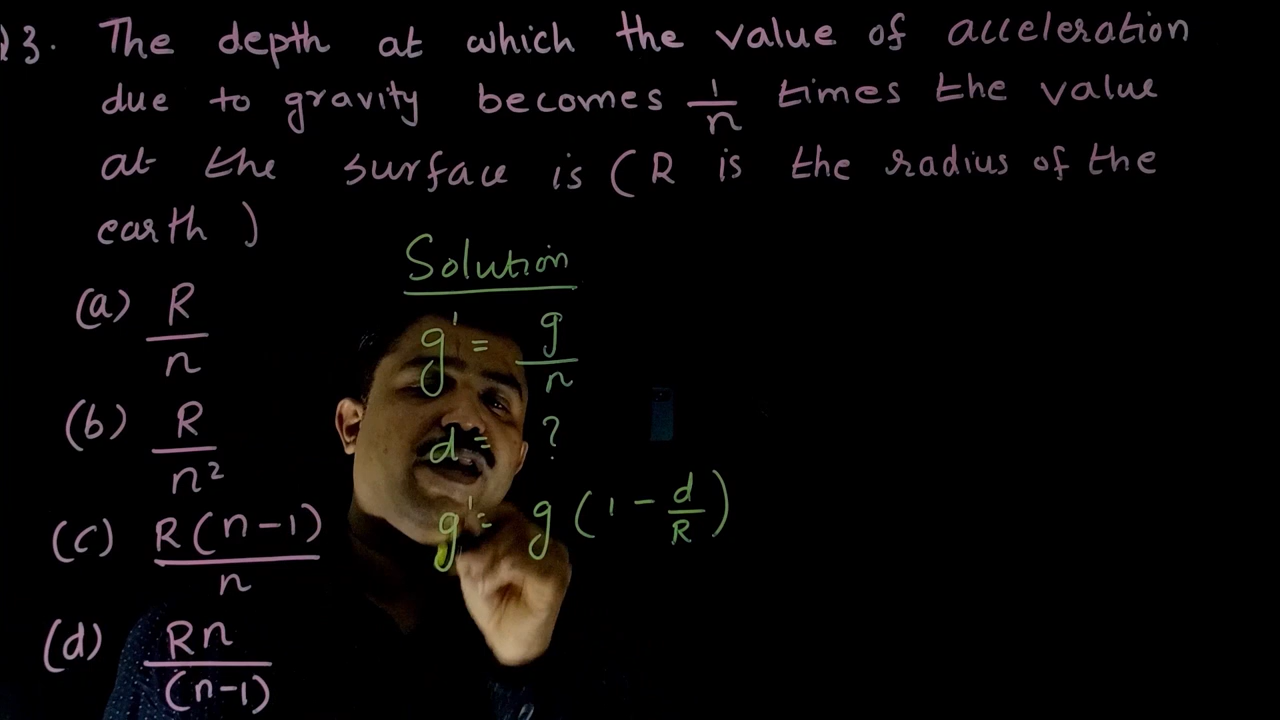 3. The depth at which the value of acceleration
due to gravity becomes 1/n times the value
at the surface is (R is the radius of the
earth)
Solution
(a) R/n
g' = g/n
(b) R/n²
d = ?
(c) R(n-1)/n
g' = g(1 - d/R)
(d) Rn/(n-1)